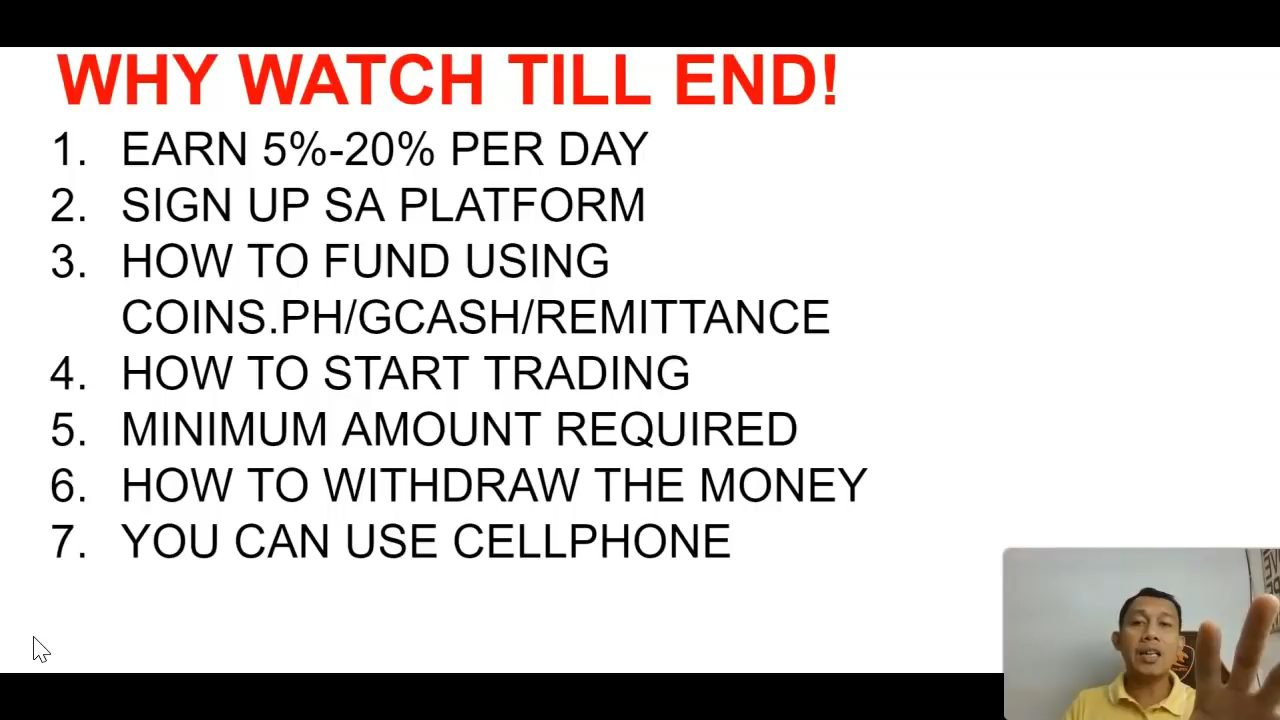 WHY WATCH TILL END!
1. EARN 5%-20% PER DAY
2. SIGN UP SA PLATFORM
3. HOW TO FUND USING
COINS.PH/GCASH/REMITTANCE
4. HOW TO START TRADING
5. MINIMUM AMOUNT REQUIRED
6. HOW TO WITHDRAW THE MONEY
7. YOU CAN USE CELLPHONE